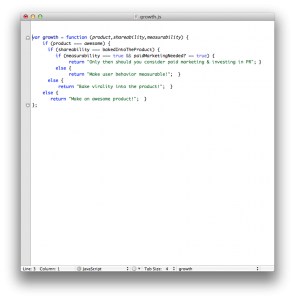 growth.js
var growth = function (product,shareability,measurability) {
if (product === awesome) {
if (shareability === bakedIntoTheProduct) {
if (measurability === true && paidMarketingNeeded? == true) {
return "Only then should you consider paid marketing & investing in PR"; }
else {
return "Make user behavior measurable!"; }
else {
return "Bake virality into the product!"; }
else {
return "Make an awesome product!"; }
};
Line: 3 Column: 1 JavaScript Tab Size: 4 growth